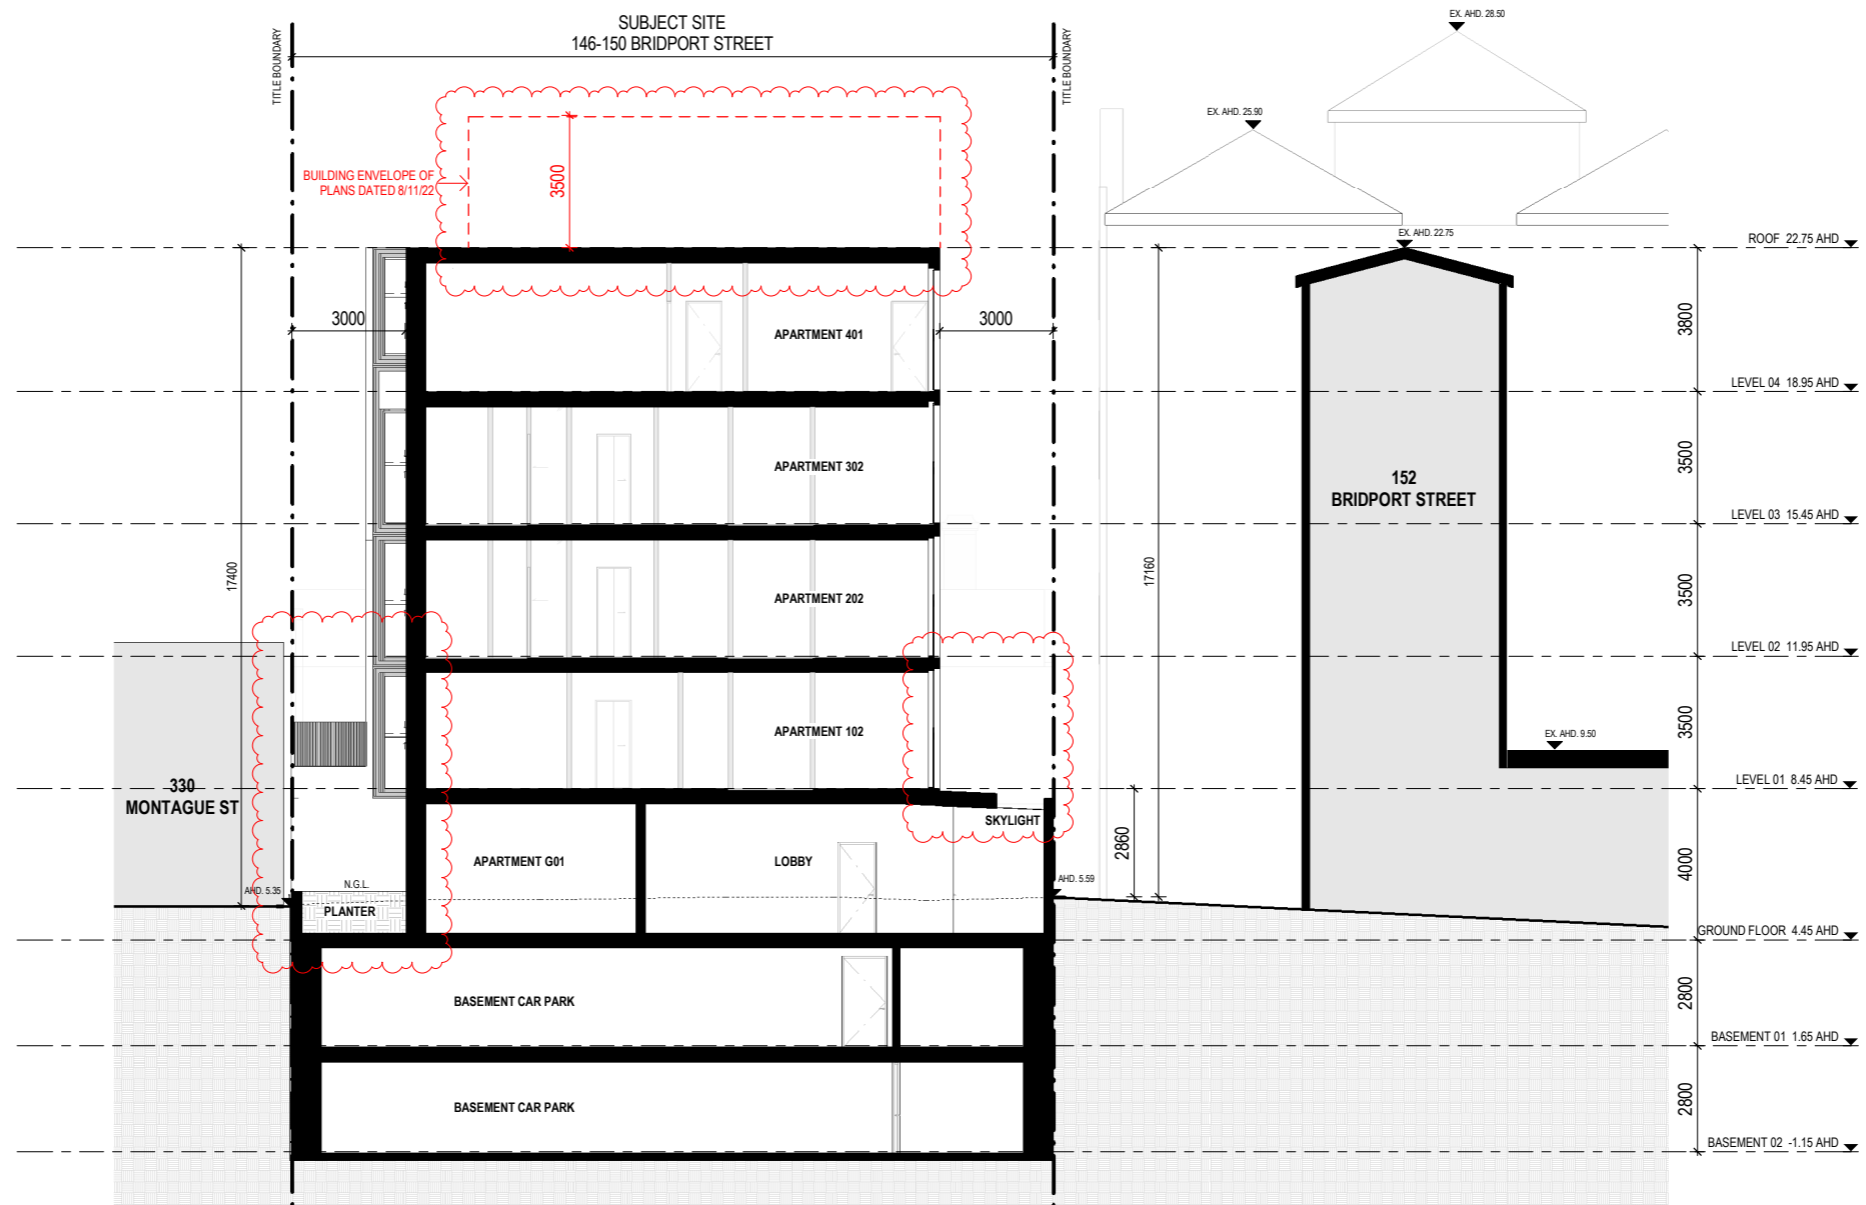 SUBJECT SITE
146-150 BRIDPORT STREET
TITLE BOUNDARY
TITLE BOUNDARY
EX. AHD. 28.50
EX. AHD. 25.90
BUILDING ENVELOPE OF
PLANS DATED 8/11/22
3500
EX. AHD. 22.75
ROOF 22.75 AHD
3000
3000
3800
APARTMENT 401
LEVEL 04 18.95 AHD
APARTMENT 302
3500
152
BRIDPORT STREET
LEVEL 03 15.45 AHD
17400
17160
APARTMENT 202
3500
LEVEL 02 11.95 AHD
APARTMENT 102
3500
EX. AHD. 9.50
330
MONTAGUE ST
LEVEL 01 8.45 AHD
SKYLIGHT
2860
APARTMENT G01
LOBBY
4000
AHD. 5.35
N.G.L.
AHD. 5.59
PLANTER
GROUND FLOOR 4.45 AHD
BASEMENT CAR PARK
2800
BASEMENT 01 1.65 AHD
BASEMENT CAR PARK
2800
BASEMENT 02 -1.15 AHD